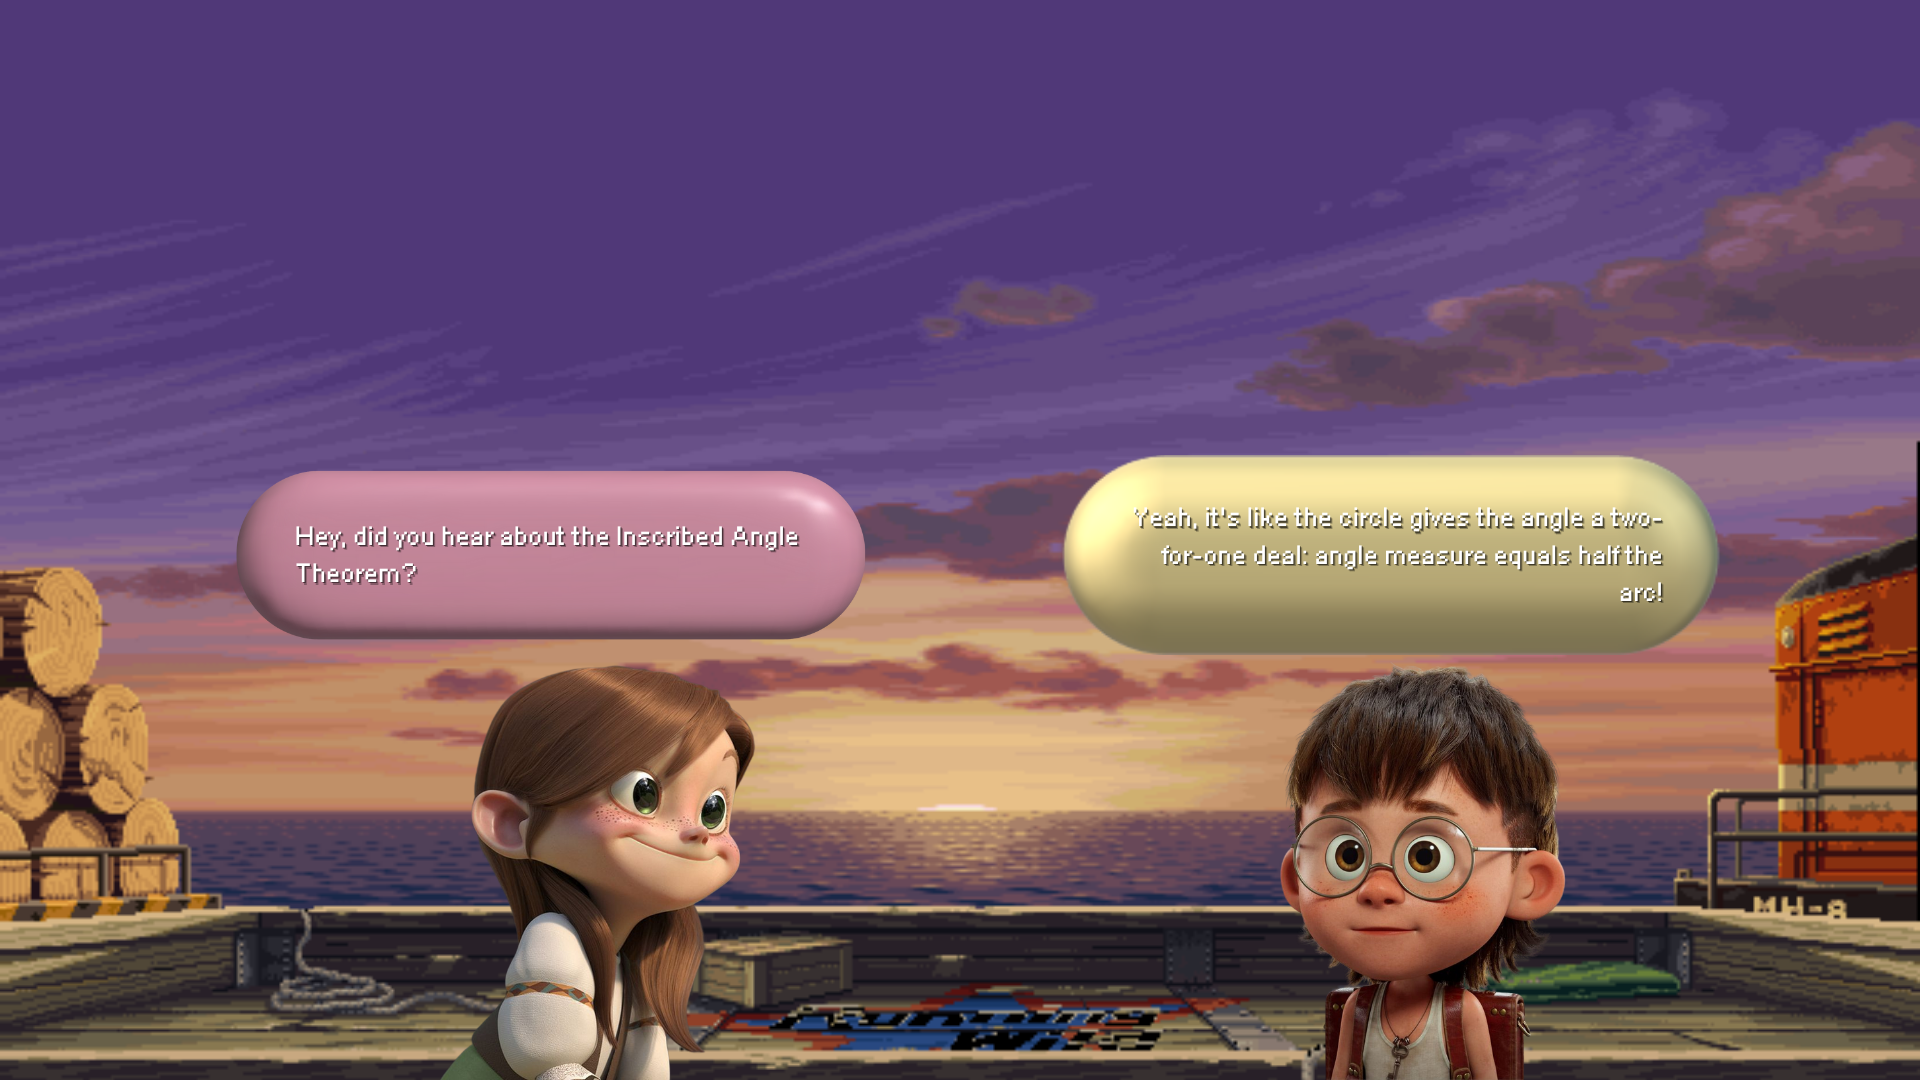 Hey, did you hear about the Inscribed Angle
Theorem?
Yeah, it's like the circle gives the angle a two-
for-one deal: angle measure equals half the
arc!
MH-8